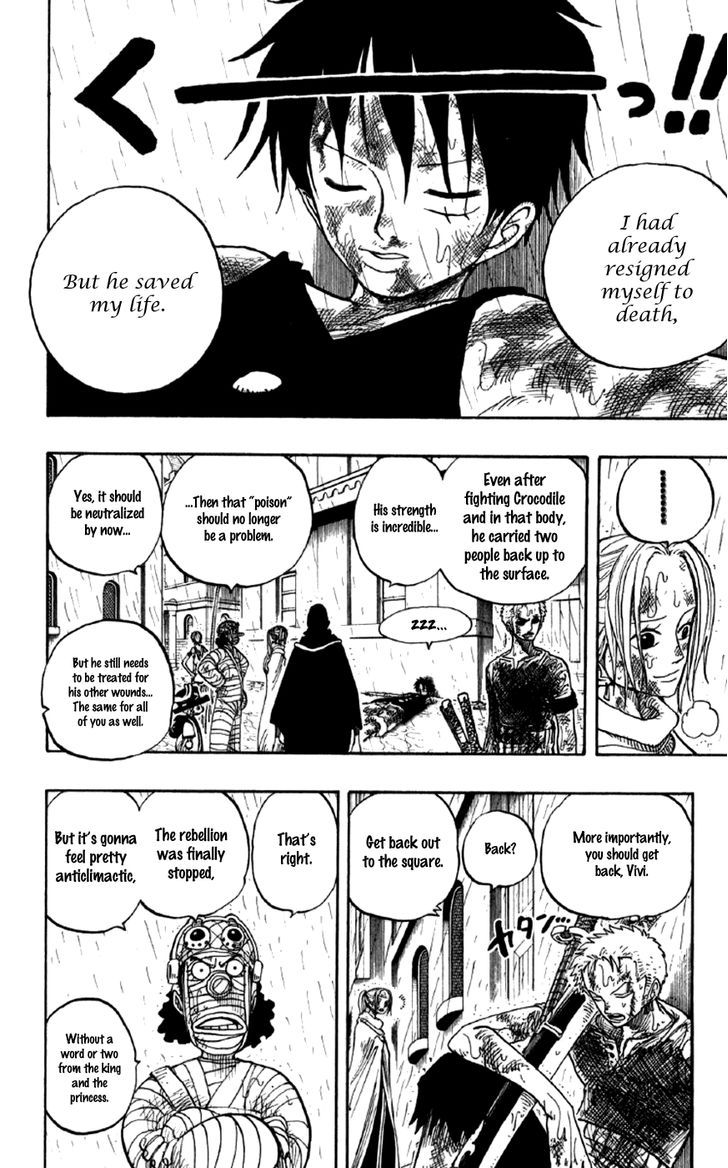 く
っ!!
I had
already
resigned
myself to
death,
But he saved
my life.
Even after
fighting Crocodile
and in that body,
he carried two
people back up to
the surface.
His strength
is incredible...
ZZZ...
...Then that "poison"
should no longer
be a problem.
Yes, it should
be neutralized
by now...
But he still needs
to be treated for
his other wounds...
The same for all
of you as well.
More importantly,
you should get
back, Vivi.
Back?
Get back out
to the square.
ヤタンッ
That's
right.
The rebellion
was finally
stopped,
But it's gonna
feel pretty
anticlimactic,
Without a
word or two
from the king
and the
princess.